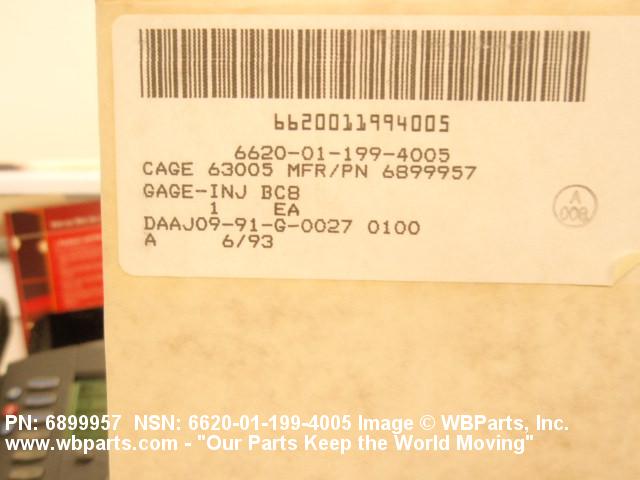 6620011994005
6620-01-199-4005
CAGE 63005 MFR/PN 6899957
GAGE-INJ BC8
1 EA
DAAJ09-91-G-0027 0100
A 6/93
A
008
PN: 6899957 NSN: 6620-01-199-4005 Image © WBParts, Inc.
www.wbparts.com - "Our Parts Keep the World Moving"